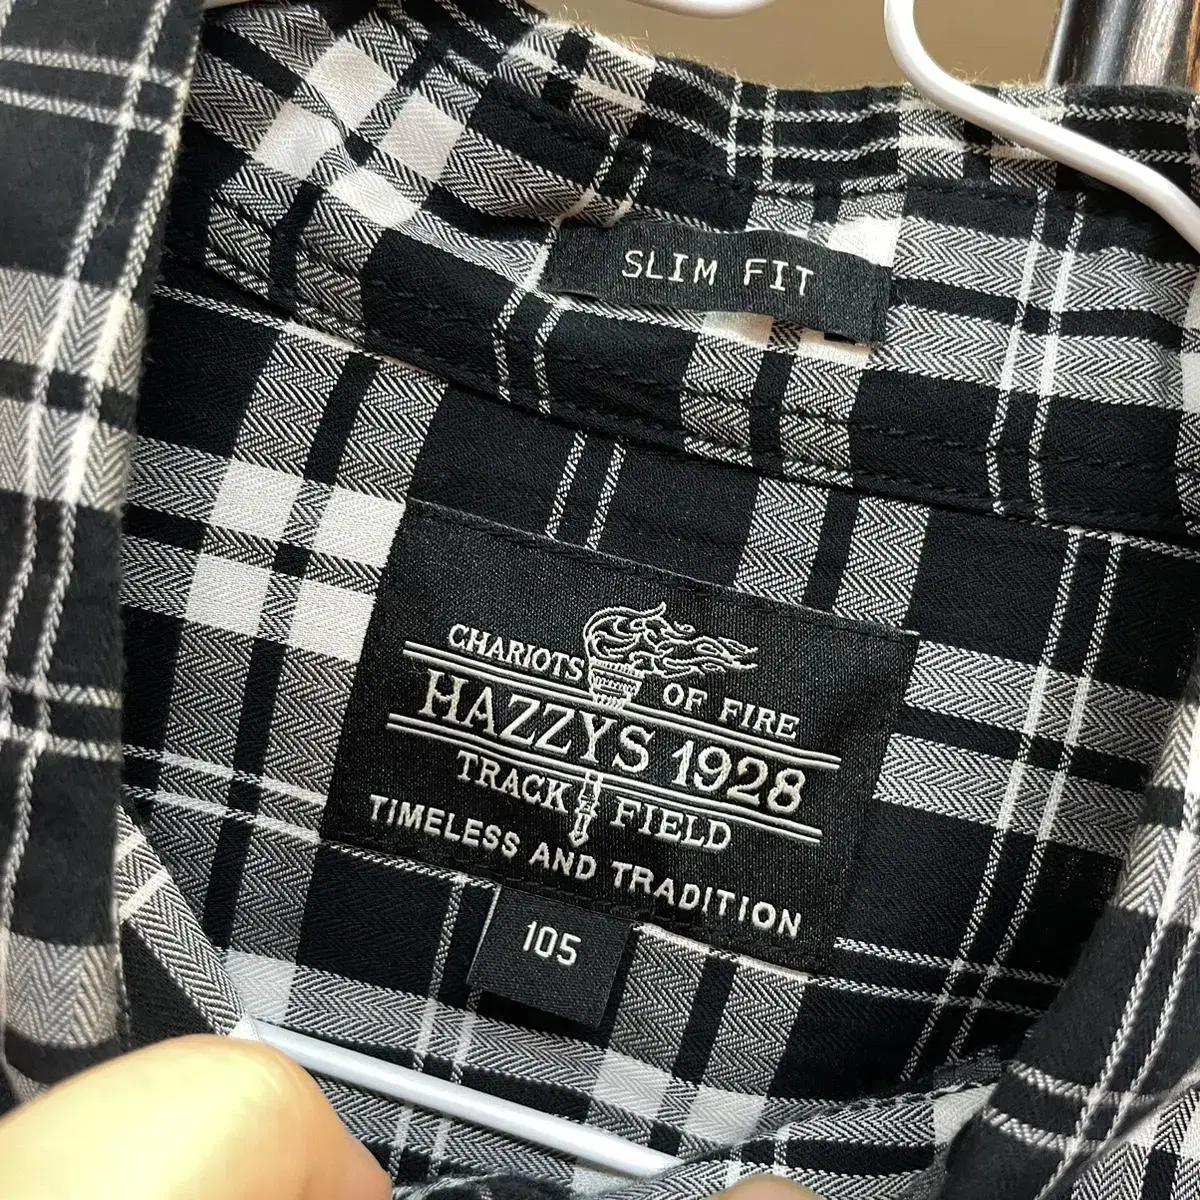 SLIM FIT
CHARIOTS OF FIRE
HAZZYS 1928
TRACK FIELD
TIMELESS AND TRADITION
105